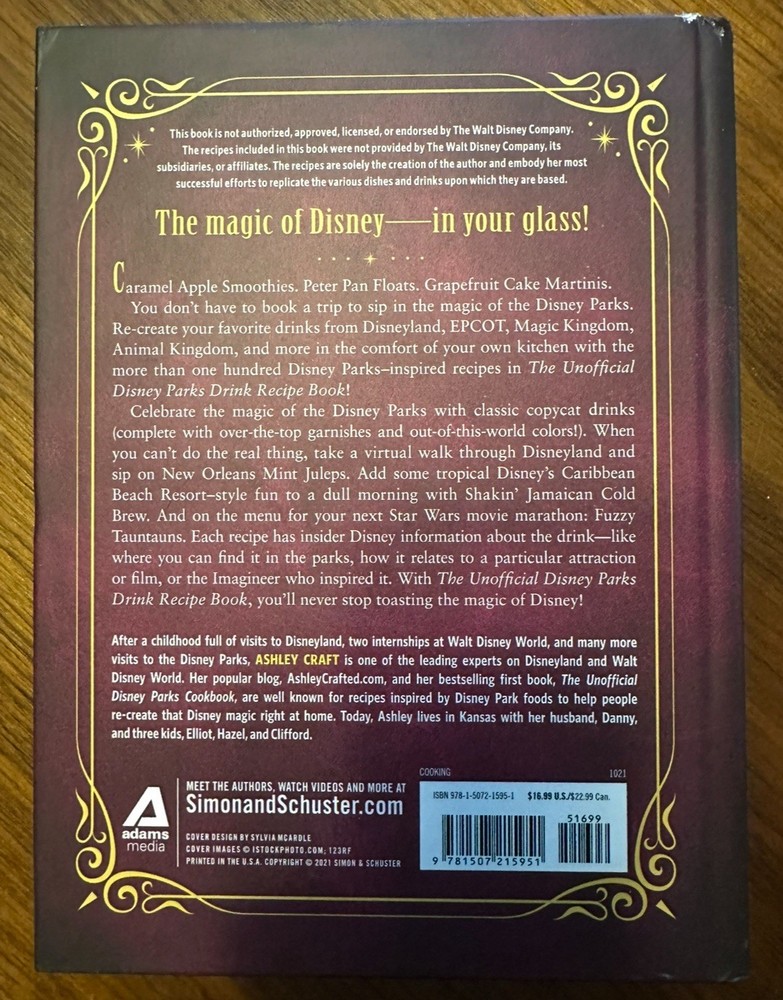 This book is not authorized, approved, licensed, or endorsed by The Walt Disney Company.
The recipes included in this book were not provided by The Walt Disney Company, its
subsidiaries, or affiliates. The recipes are solely the creation of the author and embody her most
successful efforts to replicate the various dishes and drinks upon which they are based.
The magic of Disney—in your glass!
Caramel Apple Smoothies. Peter Pan Floats. Grapefruit Cake Martinis.
You don't have to book a trip to sip in the magic of the Disney Parks.
Re-create your favorite drinks from Disneyland, EPCOT, Magic Kingdom,
Animal Kingdom, and more in the comfort of your own kitchen with the
more than one hundred Disney Parks–inspired recipes in The Unofficial
Disney Parks Drink Recipe Book!
Celebrate the magic of the Disney Parks with classic copycat drinks
(complete with over-the-top garnishes and out-of-this-world colors!). When
you can't do the real thing, take a virtual walk through Disneyland and
sip on New Orleans Mint Juleps. Add some tropical Disney's Caribbean
Beach Resort–style fun to a dull morning with Shakin' Jamaican Cold
Brew. And on the menu for your next Star Wars movie marathon: Fuzzy
Tauntauns. Each recipe has insider Disney information about the drink—like
where you can find it in the parks, how it relates to a particular attraction
or film, or the Imagineer who inspired it. With The Unofficial Disney Parks
Drink Recipe Book, you'll never stop toasting the magic of Disney!
After a childhood full of visits to Disneyland, two internships at Walt Disney World, and many more
visits to the Disney Parks, ASHLEY CRAFT is one of the leading experts on Disneyland and Walt
Disney World. Her popular blog, AshleyCrafted.com, and her bestselling first book, The Unofficial
Disney Parks Cookbook, are well known for recipes inspired by Disney Park foods to help people
re-create that Disney magic right at home. Today, Ashley lives in Kansas with her husband, Danny,
and three kids, Elliot, Hazel, and Clifford.
adams
media
MEET THE AUTHORS, WATCH VIDEOS AND MORE AT
SimonandSchuster.com
COVER DESIGN BY SYLVIA MCARDLE
COVER IMAGES © ISTOCKPHOTO.COM; 123RF
PRINTED IN THE U.S.A. COPYRIGHT © 2021 SIMON & SCHUSTER
COOKING 1021
ISBN 978-1-5072-1595-1 $16.99 U.S./$22.99 Can.
51699
9 781507 215951